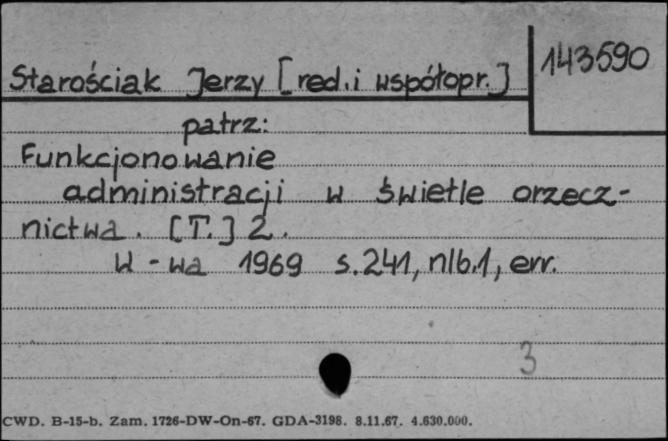 143590
Starościak Jerzy [red. i współopr.]
patrz:
Funkcjonowanie
administracji w świetle orzecz-
nictwa. [T.] 2.
W-wa 1969 s.241, nlb.1, err.
3
CWD. B-15-b. Zam. 1726-DW-On-67. GDA-3198. 8.11.67. 4.630.000.